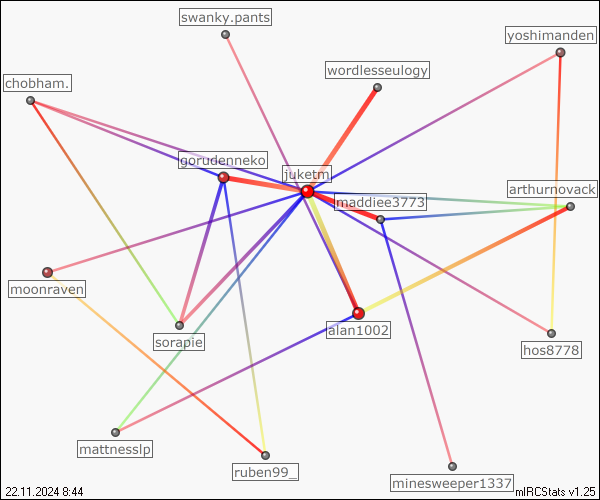 swanky.pants
yoshimanden
wordlesseulogy
chobham.
gorudenneko
juketm
arthurnovack
maddiee3773
moonraven
alan1002
sorapie
hos8778
mattnesslp
ruben99_
minesweeper1337
22.11.2024 8:44
mIRCStats v1.25